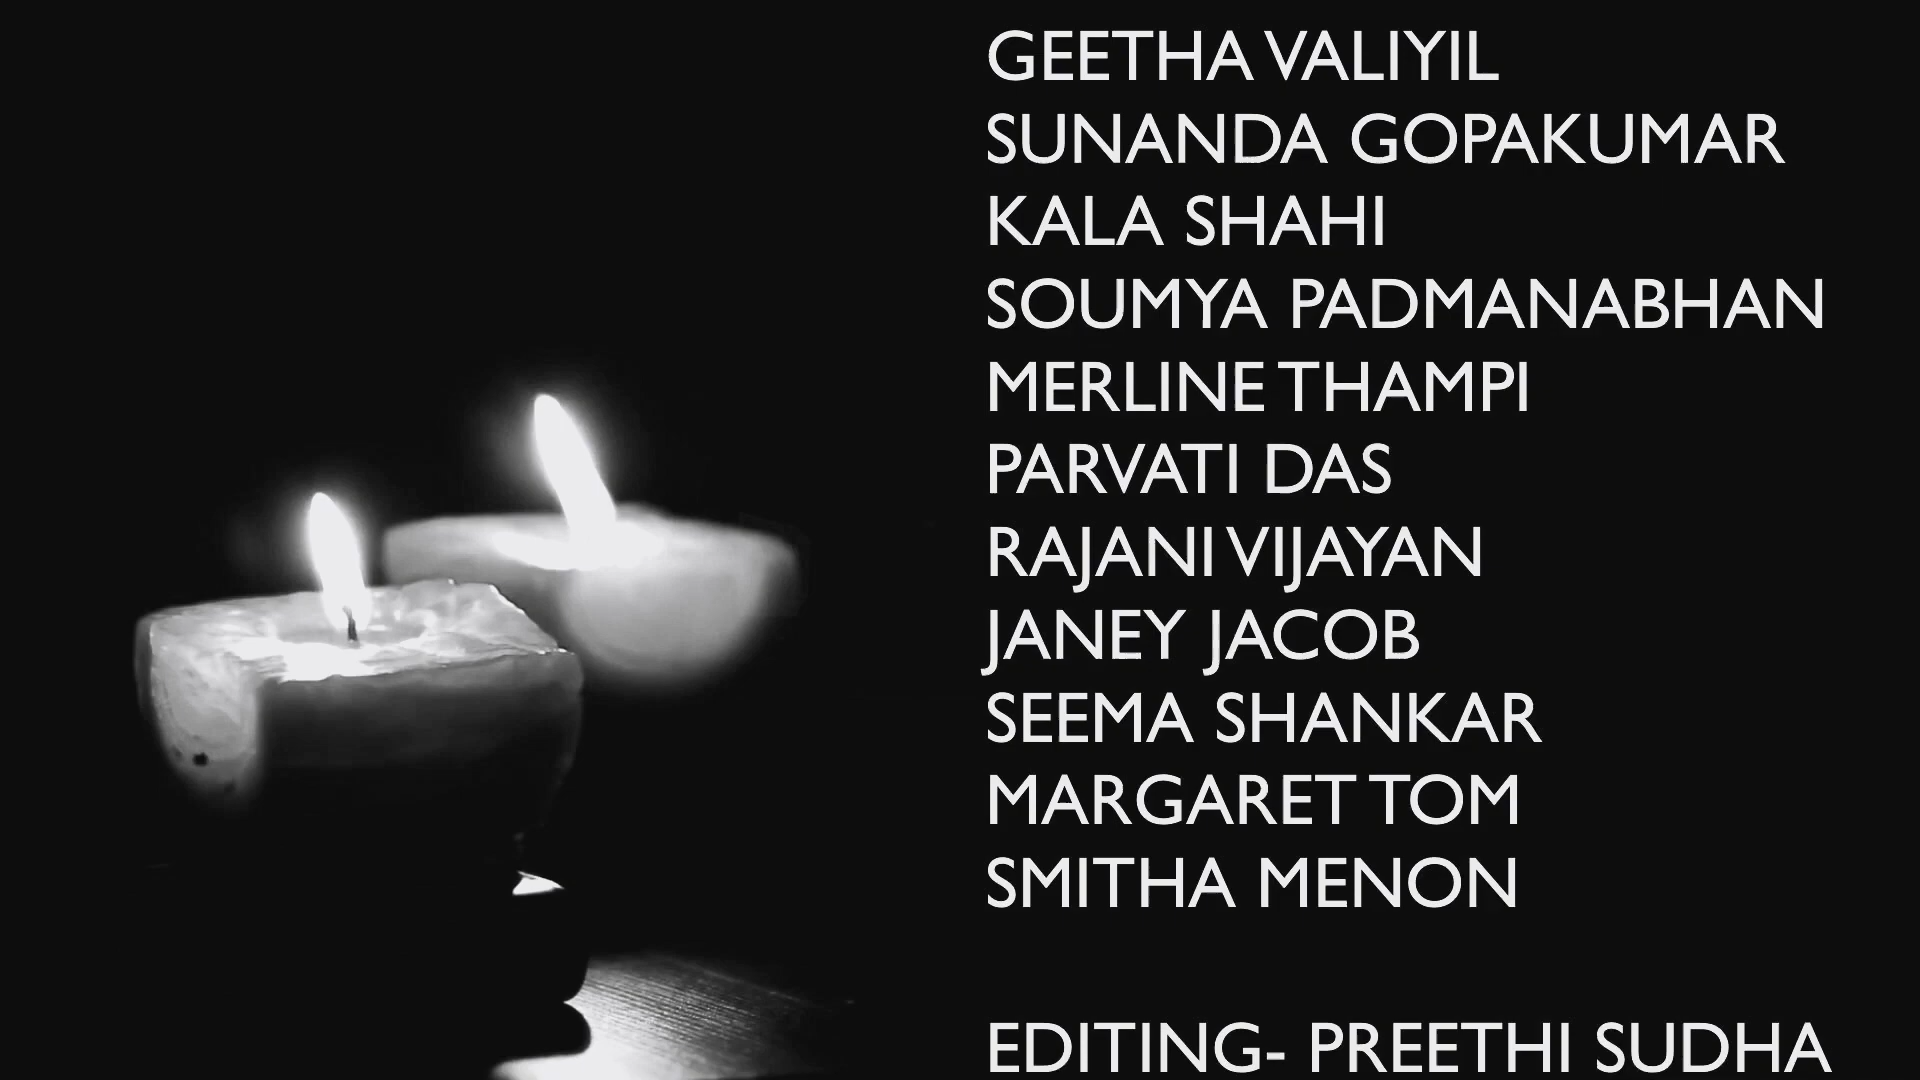 GEETHA VALIYIL
SUNANDA GOPAKUMAR
KALA SHAHI
SOUMYA PADMANABHAN
MERLINE THAMPI
PARVATI DAS
RAJANI VIJAYAN
JANEY JACOB
SEEMA SHANKAR
MARGARET TOM
SMITHA MENON
EDITING- PREETHI SUDHA